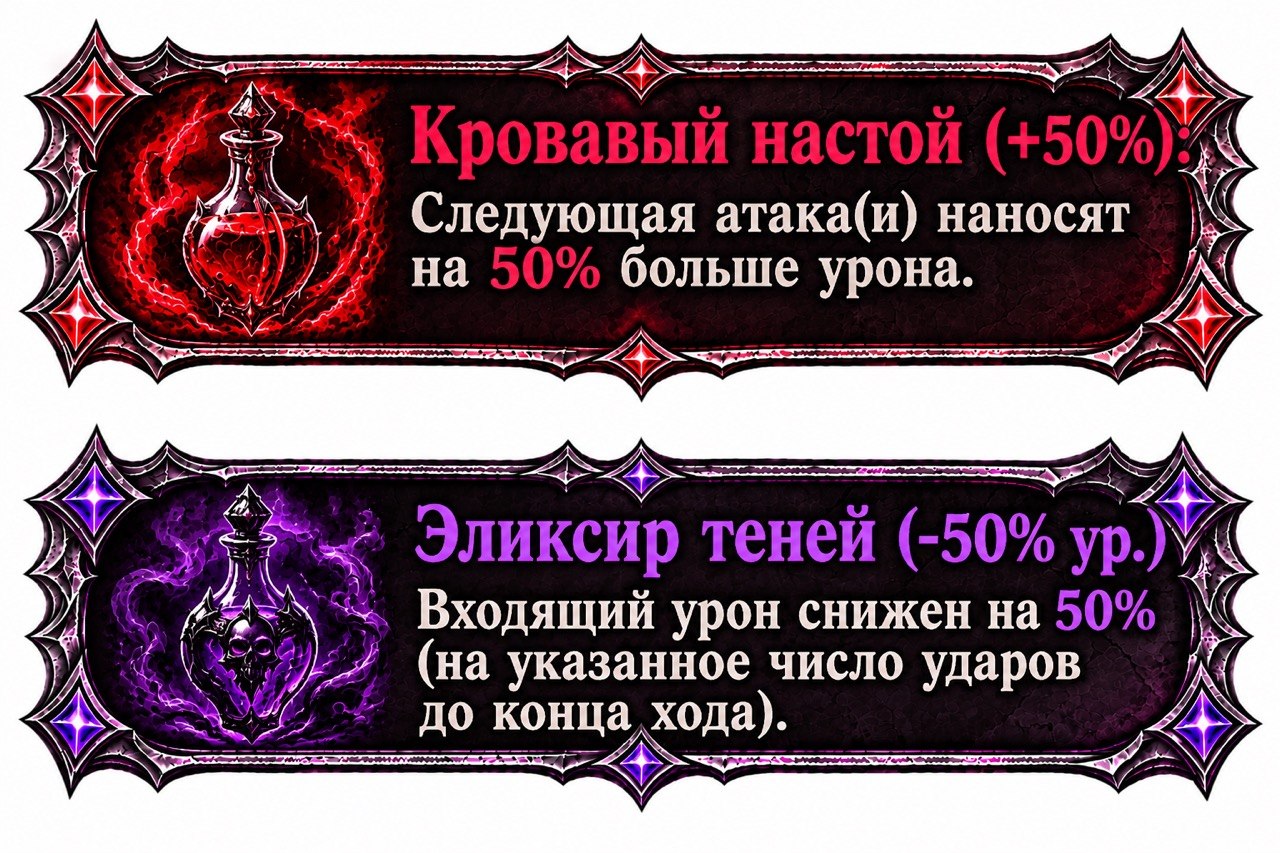 Кровавый настой (+50%):
Следующая атака(и) наносят
на 50% больше урона.
Эликсир теней (-50% ур.)
Входящий урон снижен на 50%
(на указанное число ударов
до конца хода).